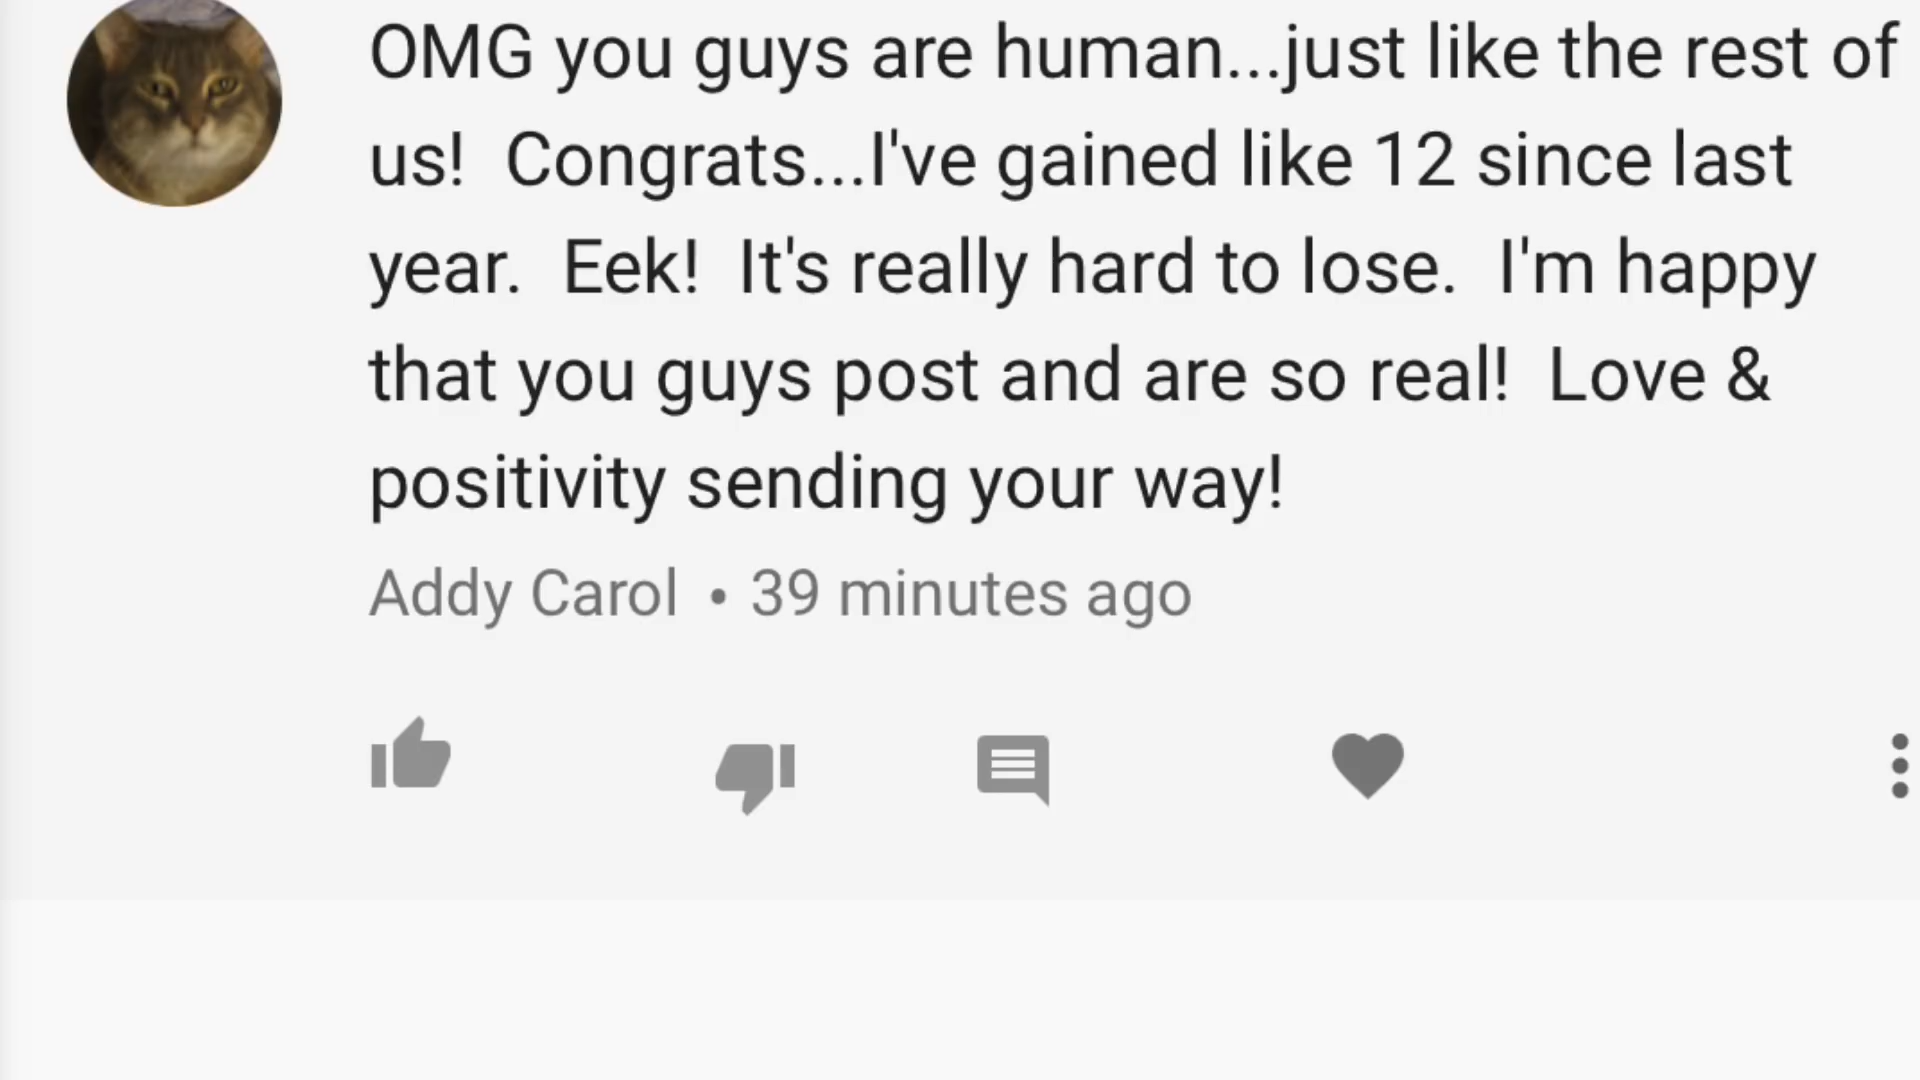 OMG you guys are human...just like the rest of
us!  Congrats...I've gained like 12 since last
year.  Eek!  It's really hard to lose.  I'm happy
that you guys post and are so real!  Love &
positivity sending your way!
Addy Carol • 39 minutes ago